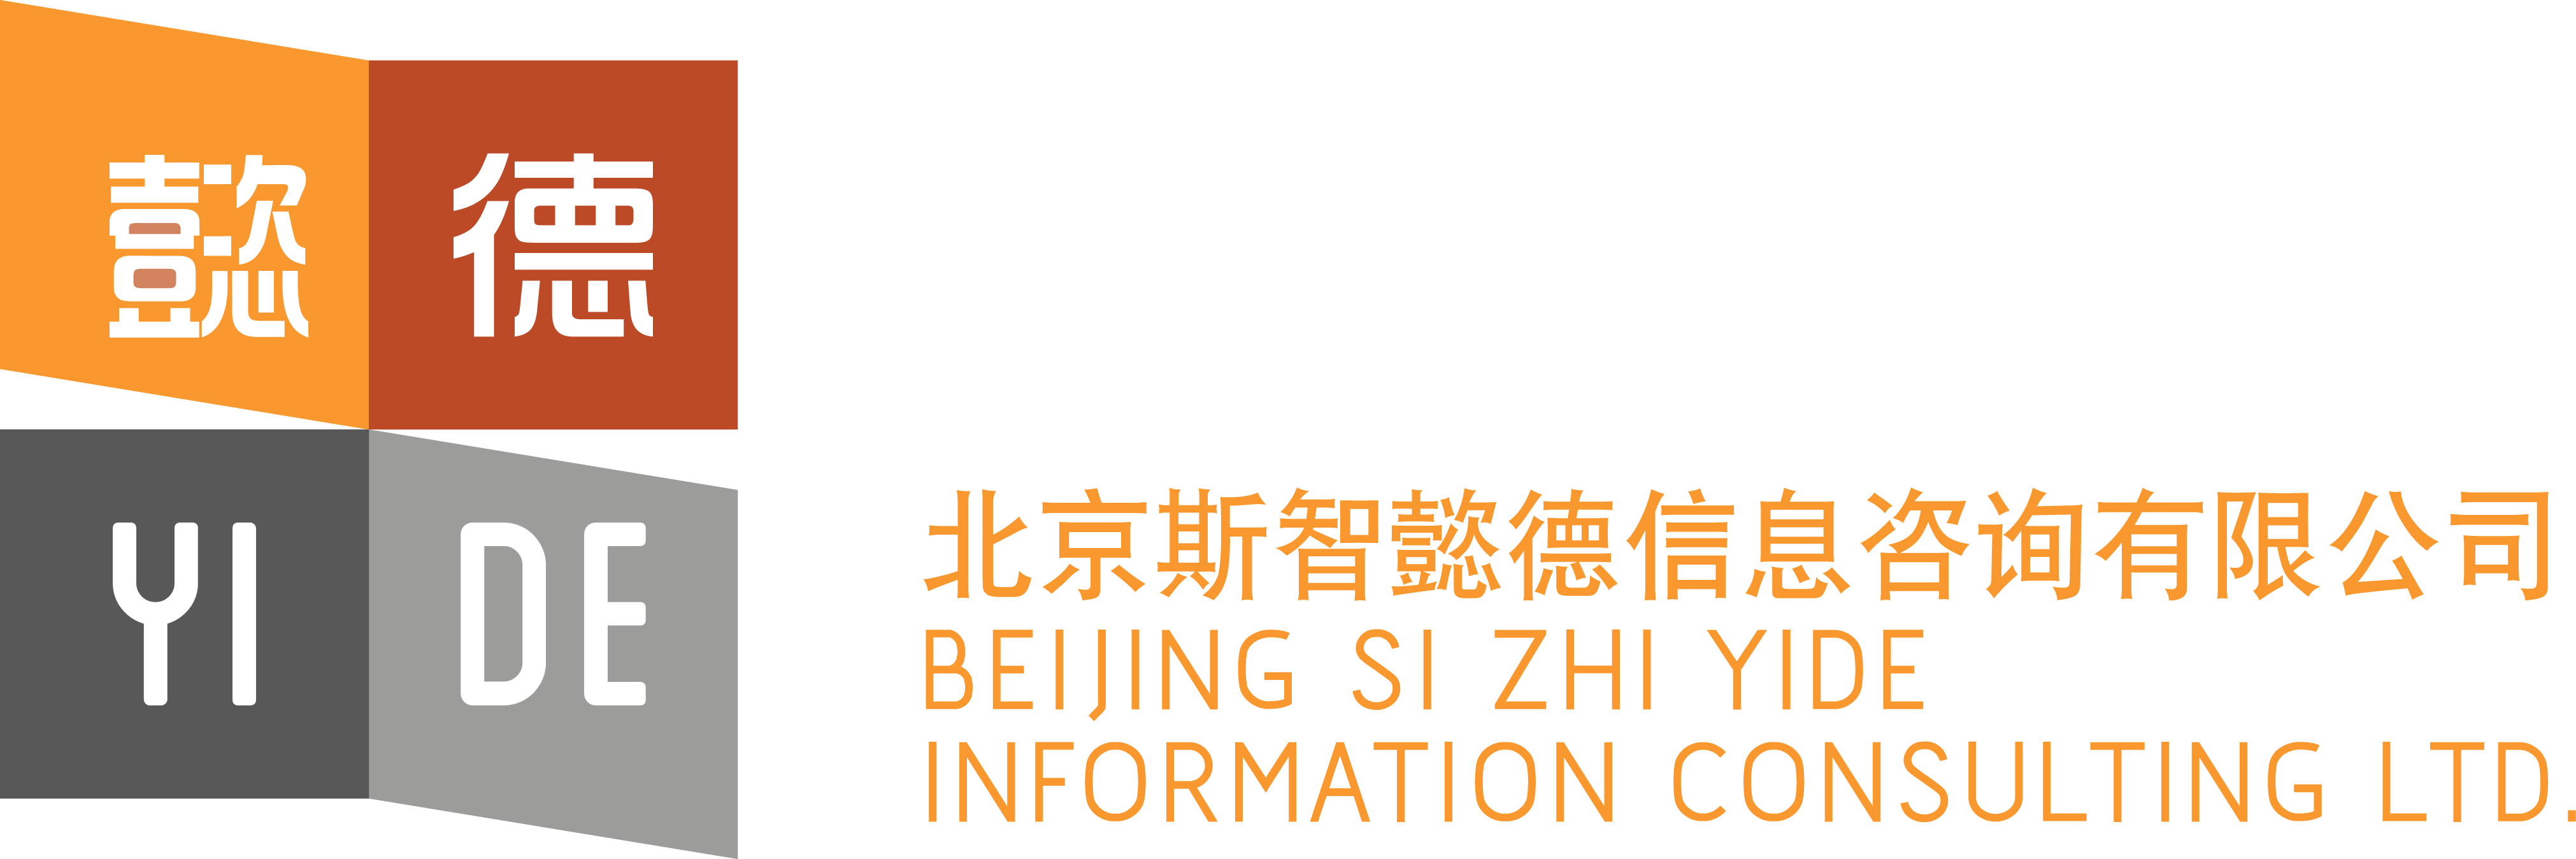 懿德
YI DE
北京斯智懿德信息咨询有限公司
BEIJING SI ZHI YIDE
INFORMATION CONSULTING LTD.